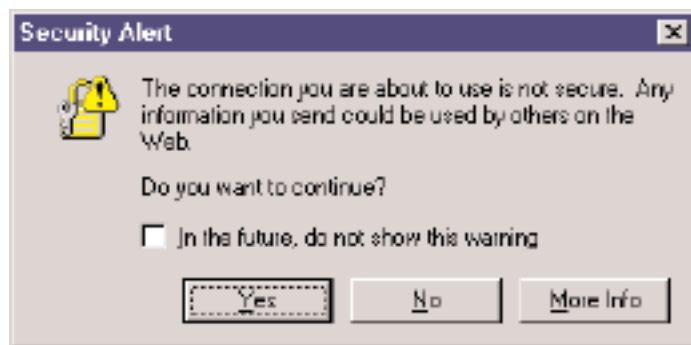 Security Alert
The connection you are about to use is not secure. Any
information you send could be used by others on the
Web.
Do you want to continue?
In the future, do not show this warning
Yes No More Info